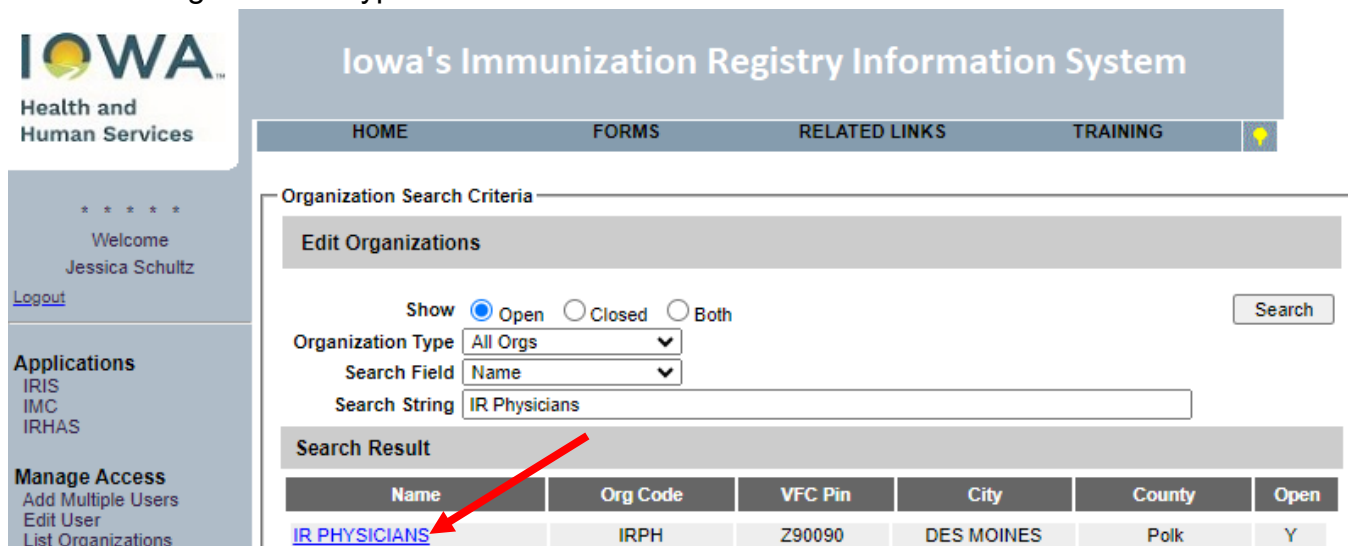 IOWA™
Health and
Human Services
Iowa's Immunization Registry Information System
HOME FORMS RELATED LINKS TRAINING
* * * * *
Welcome
Jessica Schultz
Logout
Applications
IRIS
IMC
IRHAS
Manage Access
Add Multiple Users
Edit User
List Organizations
Organization Search Criteria
Edit Organizations
Show Open Closed Both Search
Organization Type All Orgs
Search Field Name
Search String IR Physicians
Search Result
Name Org Code VFC Pin City County Open
IR PHYSICIANS IRPH Z90090 DES MOINES Polk Y